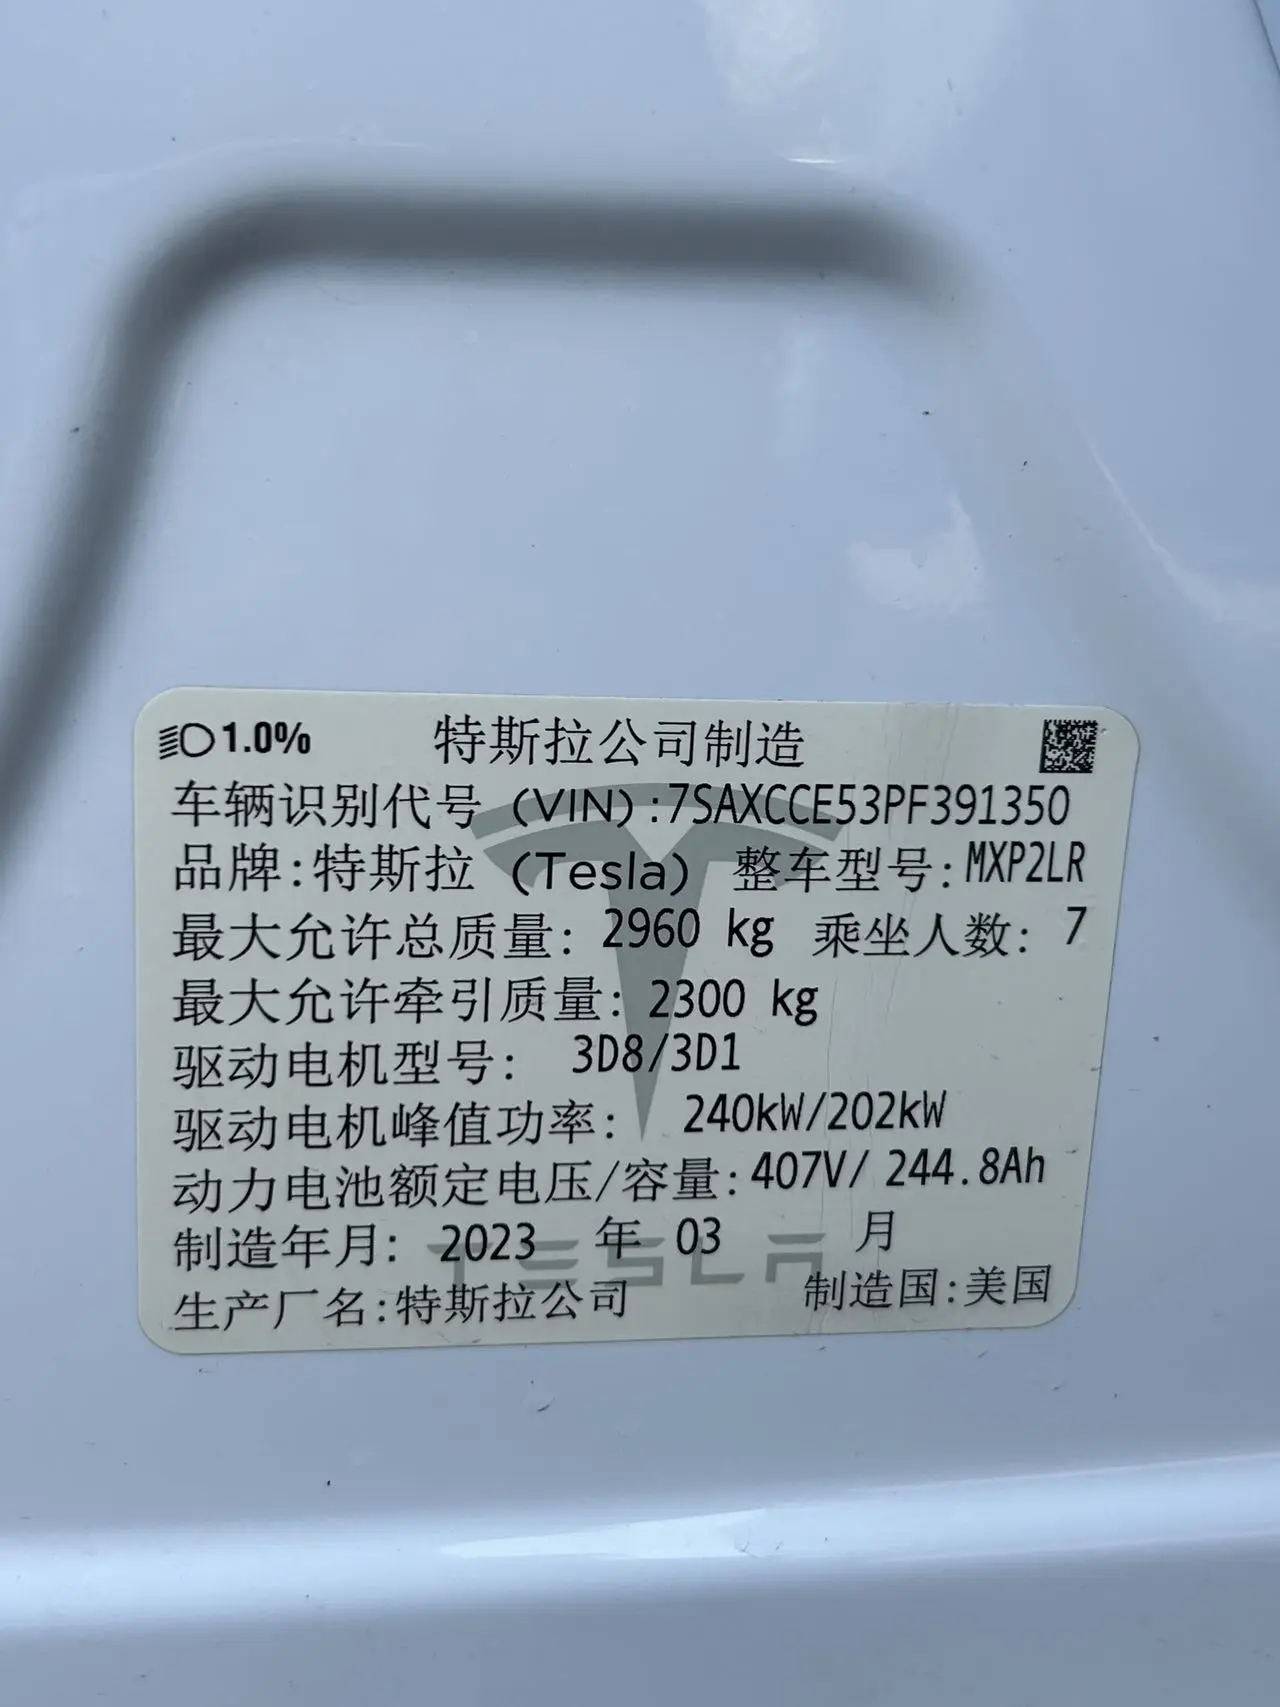 1.0% 特斯拉公司制造
车辆识别代号 (VIN):7SAXCCE53PF391350
品牌:特斯拉 (Tesla) 整车型号:MXP2LR
最大允许总质量: 2960 kg 乘坐人数: 7
最大允许牵引质量: 2300 kg
驱动电机型号: 3D8/3D1
驱动电机峰值功率: 240kW/202kW
动力电池额定电压/容量:407V/ 244.8Ah
制造年月: 2023 年 03 月
TESLA
生产厂名:特斯拉公司 制造国:美国